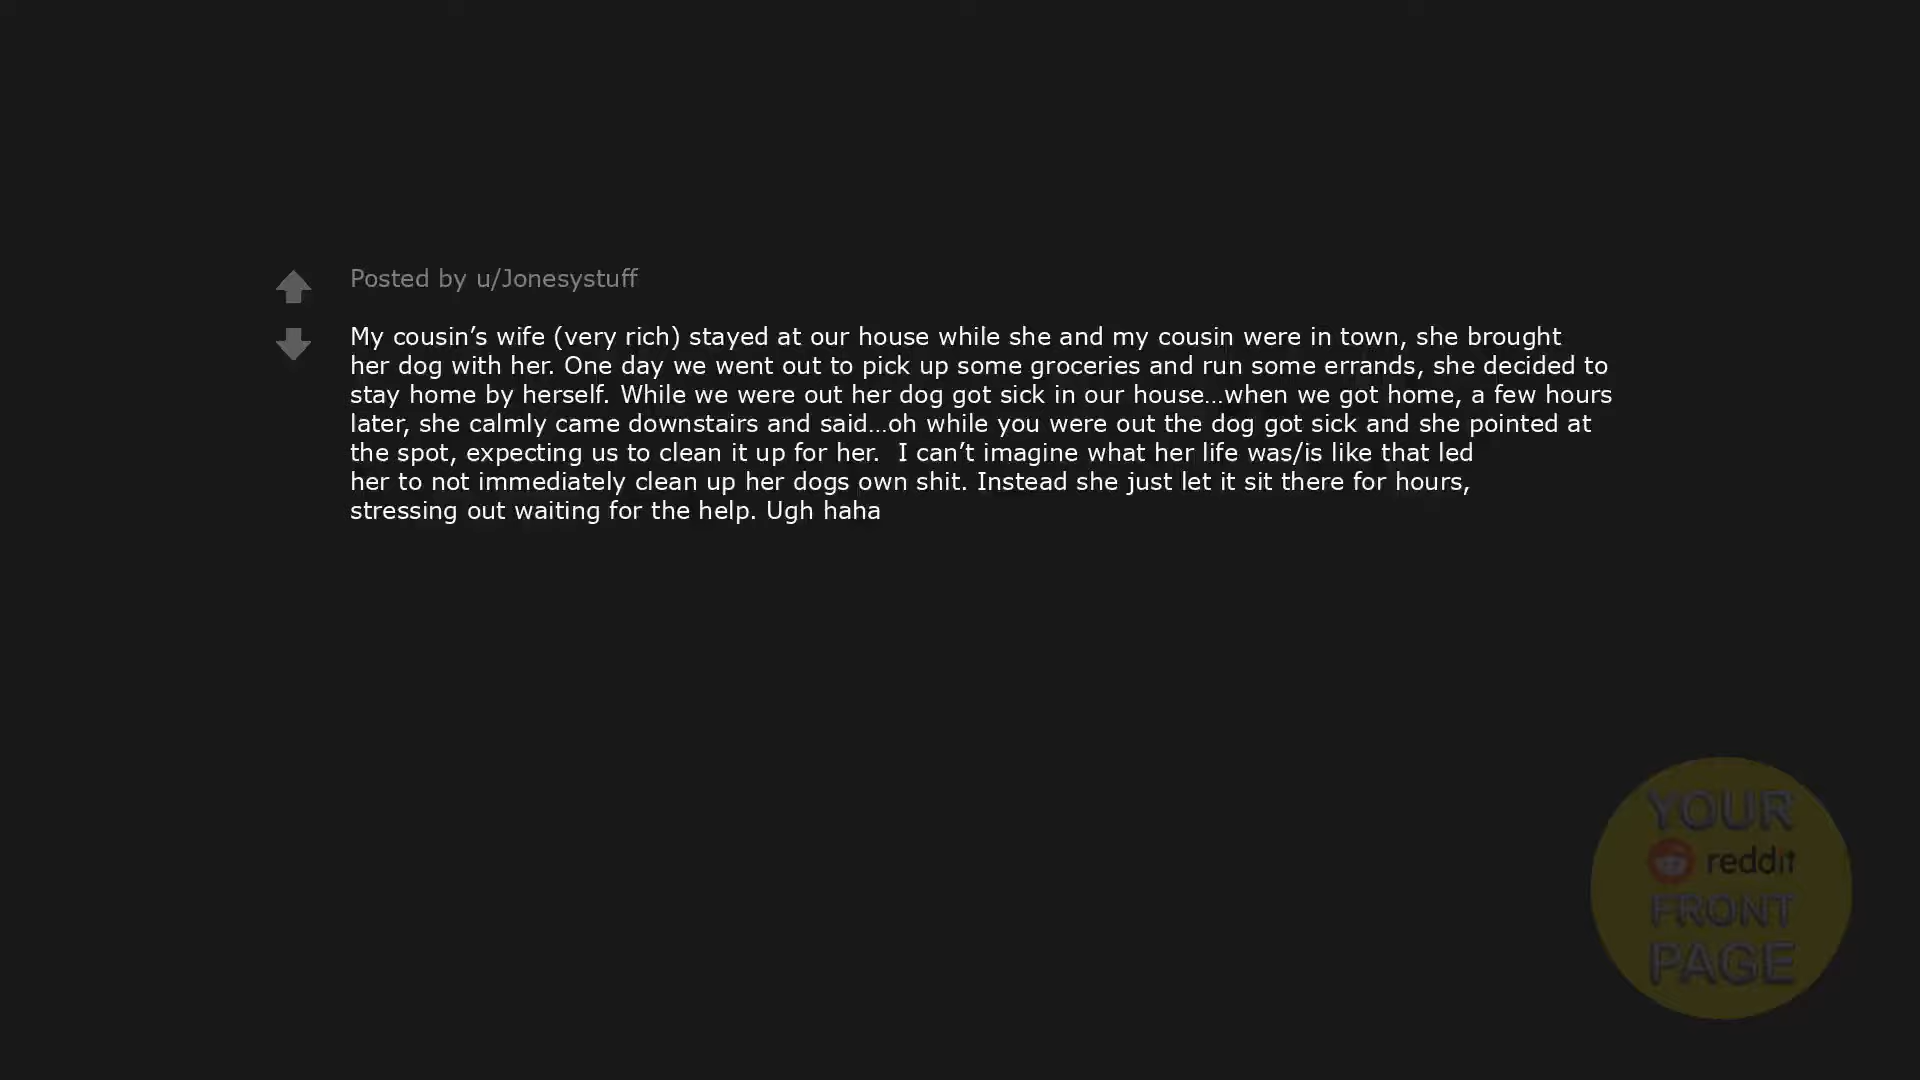 Posted by u/Jonesystuff
My cousin’s wife (very rich) stayed at our house while she and my cousin were in town, she brought
her dog with her. One day we went out to pick up some groceries and run some errands, she decided to
stay home by herself. While we were out her dog got sick in our house…when we got home, a few hours
later, she calmly came downstairs and said…oh while you were out the dog got sick and she pointed at
the spot, expecting us to clean it up for her.  I can’t imagine what her life was/is like that led
her to not immediately clean up her dogs own shit. Instead she just let it sit there for hours,
stressing out waiting for the help. Ugh haha
YOUR
reddit
FRONT
PAGE